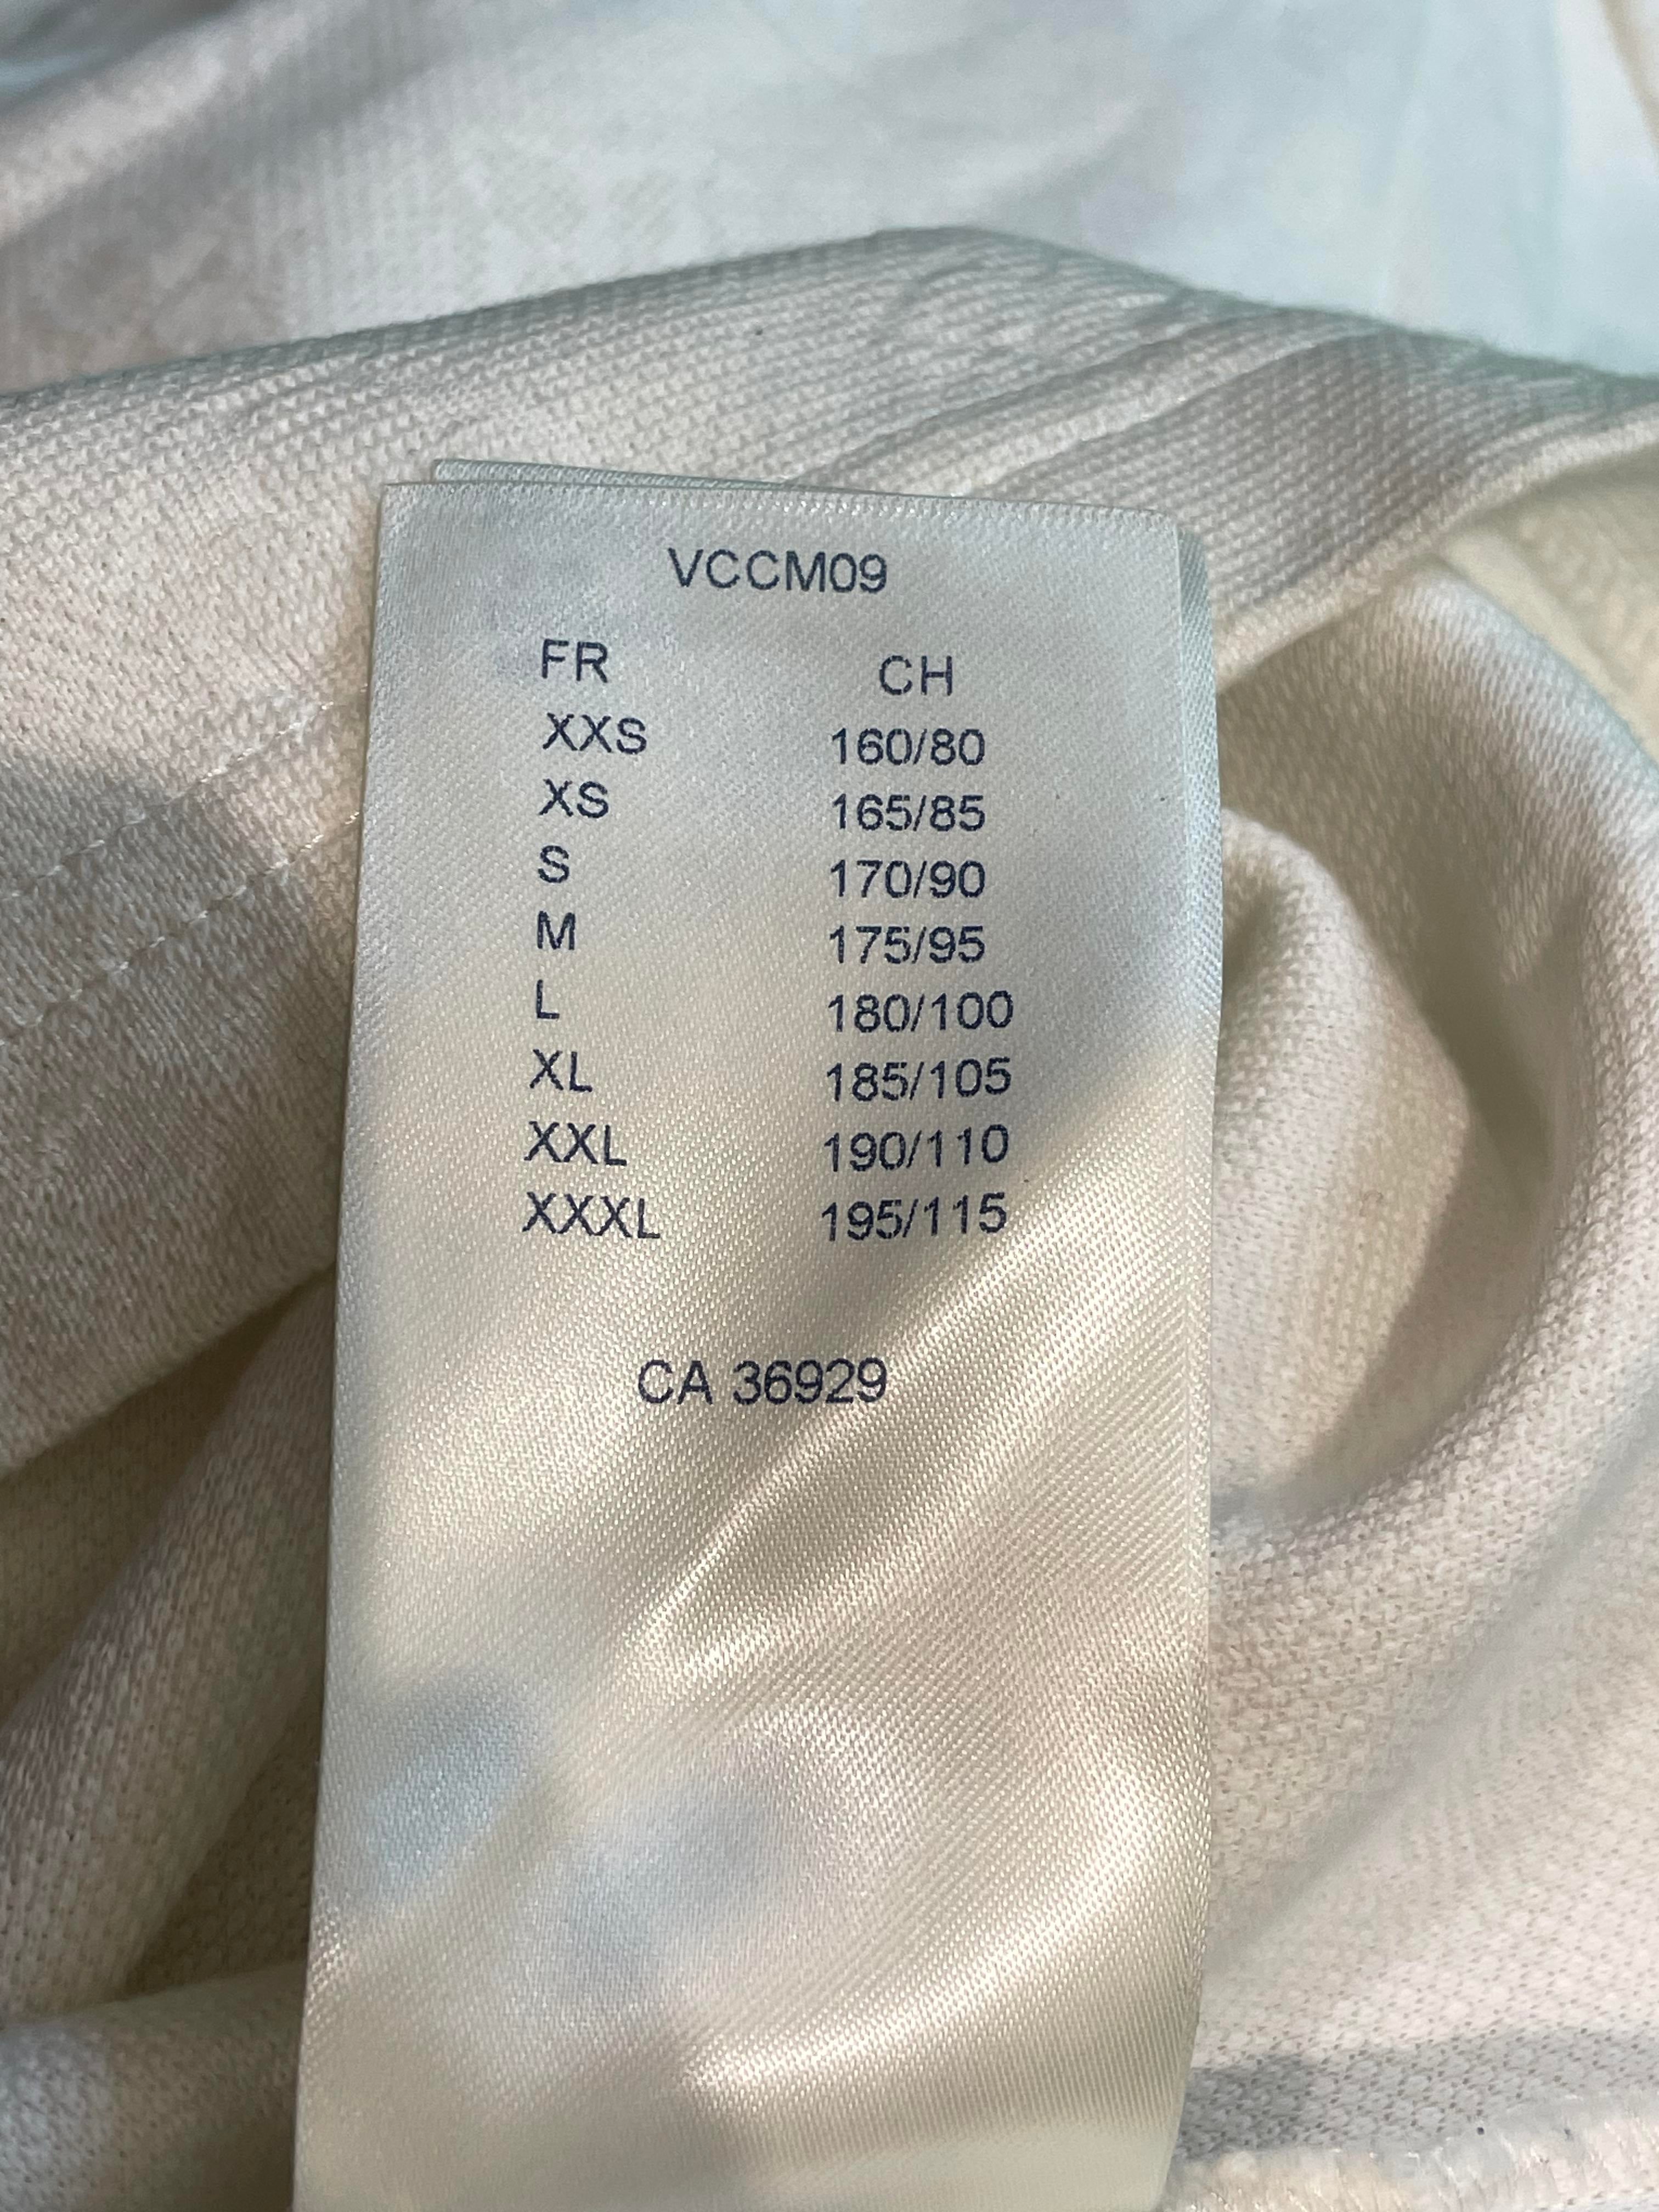 VCCM09
FR CH
XXS 160/80
XS 165/85
S 170/90
M 175/95
L 180/100
XL 185/105
XXL 190/110
XXXL 195/115
CA 36929